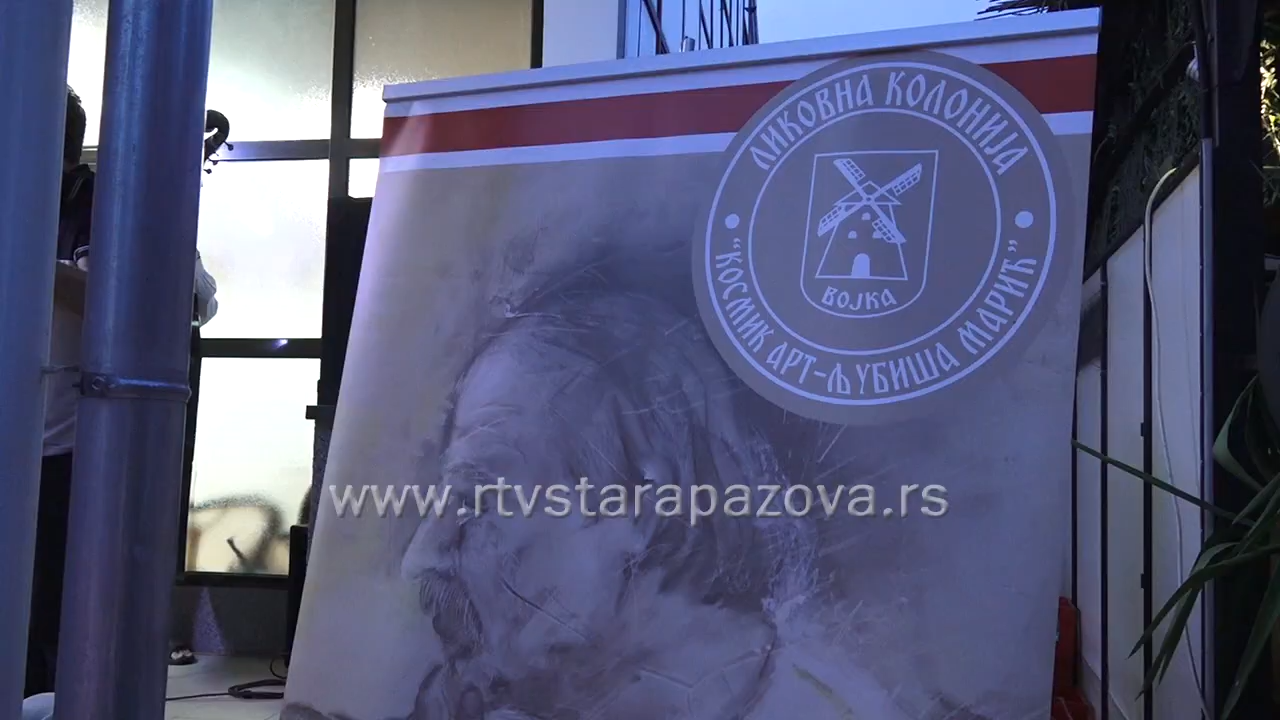 ЛИКОВНА КОЛОНИЈА
ВОЈКА
“КОСМИК АРТ-ЉУБИША МАРИЋ”
www.rtvstarapazova.rs